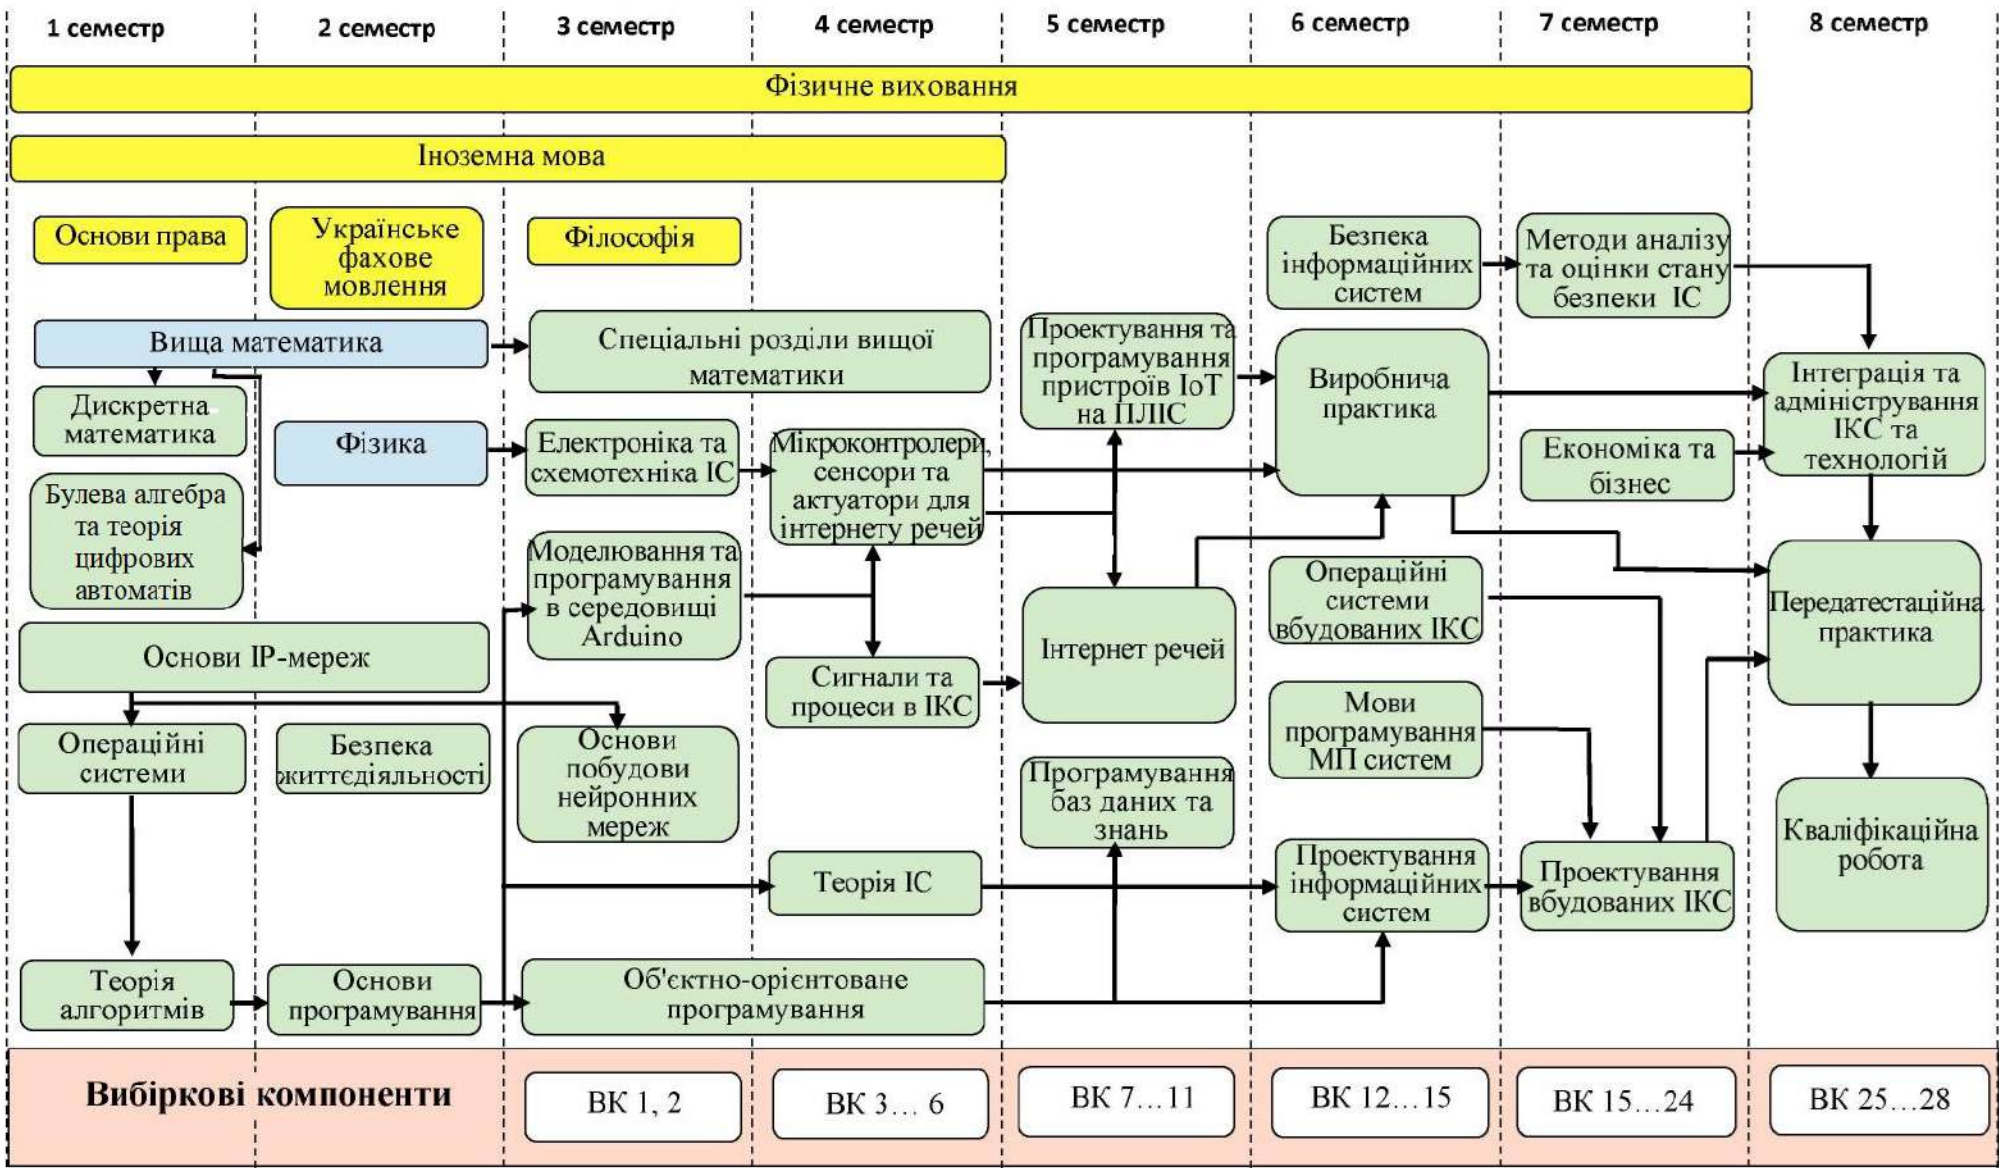 1 семестр
2 семестр
3 семестр
4 семестр
5 семестр
6 семестр
7 семестр
8 семестр
Фізичне виховання
Іноземна мова
Основи права
Українське
фахове
мовлення
Філософія
Безпека
інформаційних
систем
Методи аналізу
та оцінки стану
безпеки ІС
Вища математика
Спеціальні розділи вищої
математики
Проектування та
програмування
пристроїв ІоТ
на ПЛІС
Виробнича
практика
Інтеграція та
адміністрування
ІКС та
технологій
Дискретна
математика
Фізика
Електроніка та
схемотехніка ІС
Мікроконтролери,
сенсори та
актуатори для
інтернету речей
Економіка та
бізнес
Булева алгебра
та теорія
цифрових
автоматів
Моделювання та
програмування
в середовищі
Arduino
Операційні
системи
вбудованих ІКС
Передатестаційна
практика
Основи ІР-мереж
Сигнали та
процеси в ІКС
Інтернет речей
Мови
програмування
МП систем
Операційні
системи
Безпека
життєдіяльності
Основи
побудови
нейронних
мереж
Програмування
баз даних та
знань
Кваліфікаційна
робота
Теорія ІС
Проектування
інформаційних
систем
Проектування
вбудованих ІКС
Теорія
алгоритмів
Основи
програмування
Об'єктно-орієнтоване
програмування
Вибіркові компоненти
ВК 1, 2
ВК 3... 6
ВК 7...11
ВК 12...15
ВК 15...24
ВК 25...28